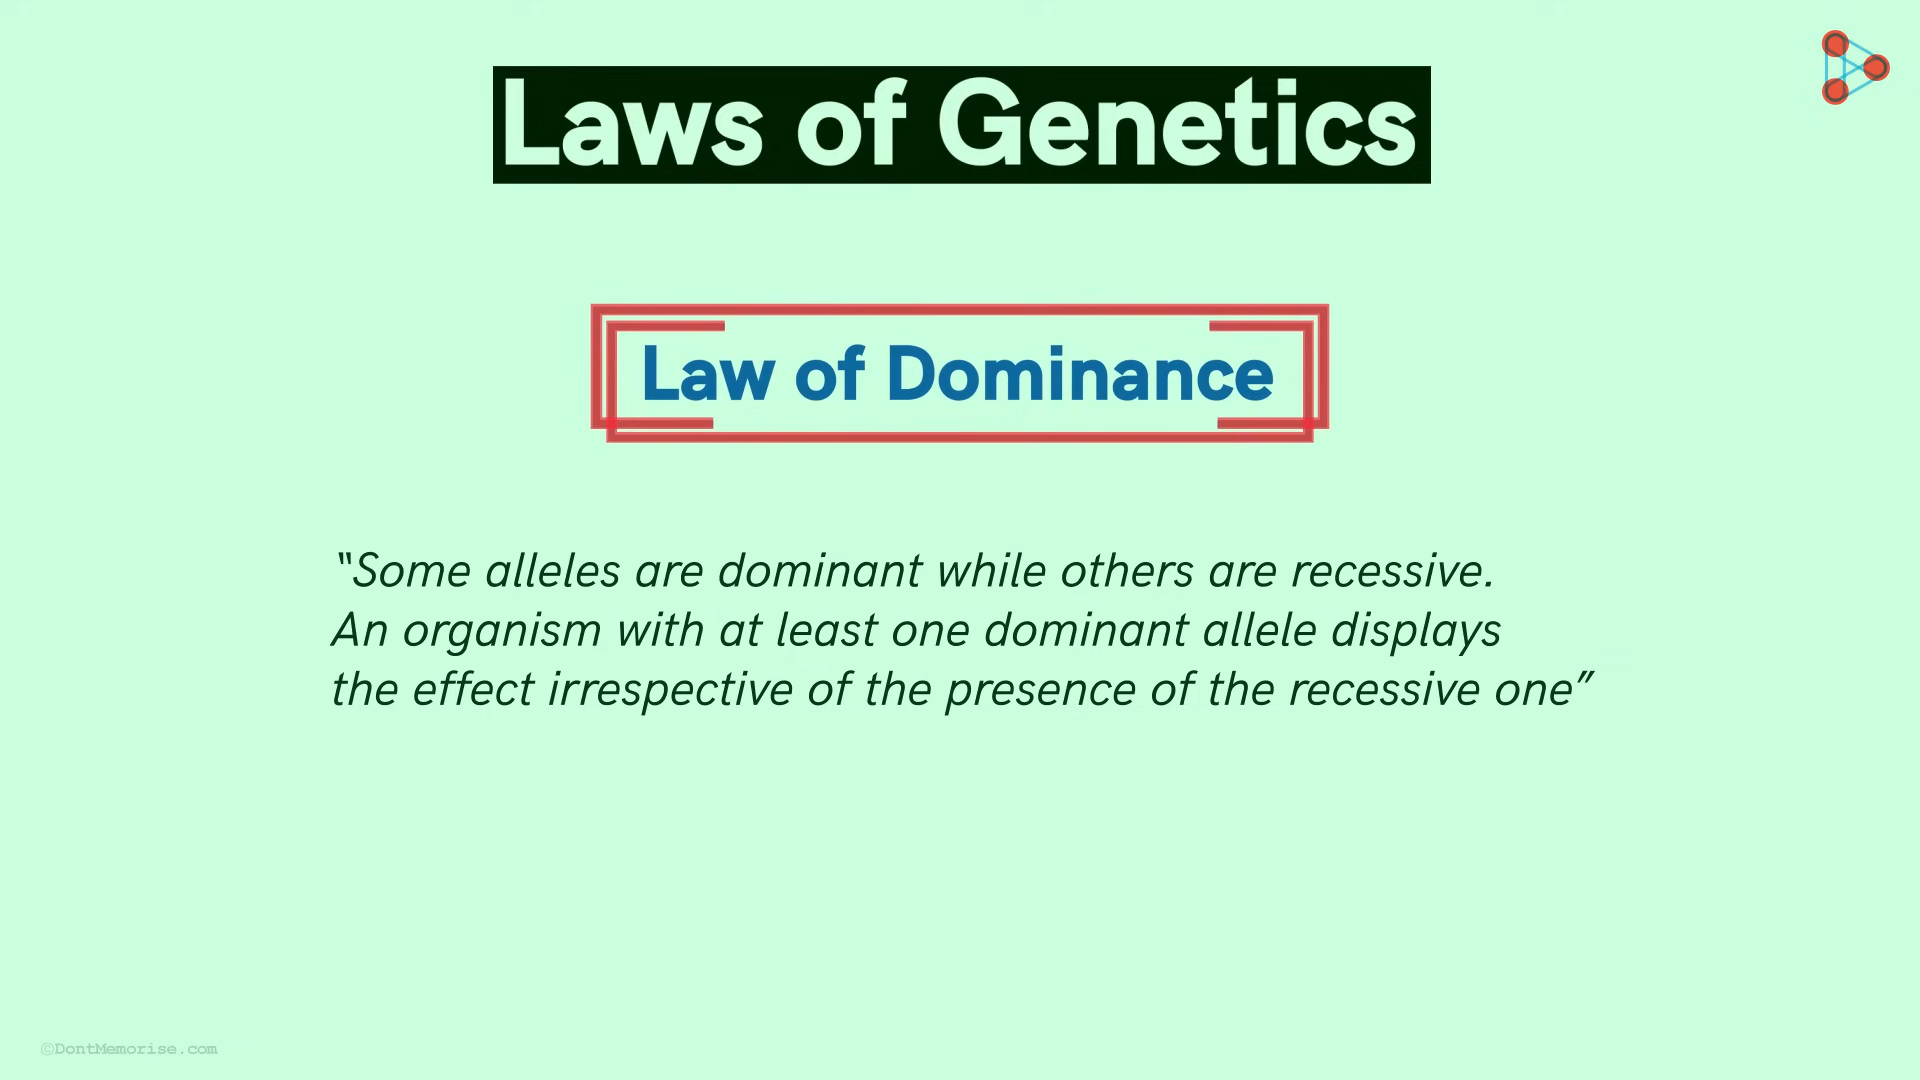 Laws of Genetics
Law of Dominance
“Some alleles are dominant while others are recessive.
An organism with at least one dominant allele displays
the effect irrespective of the presence of the recessive one”
©DontMemorise.com